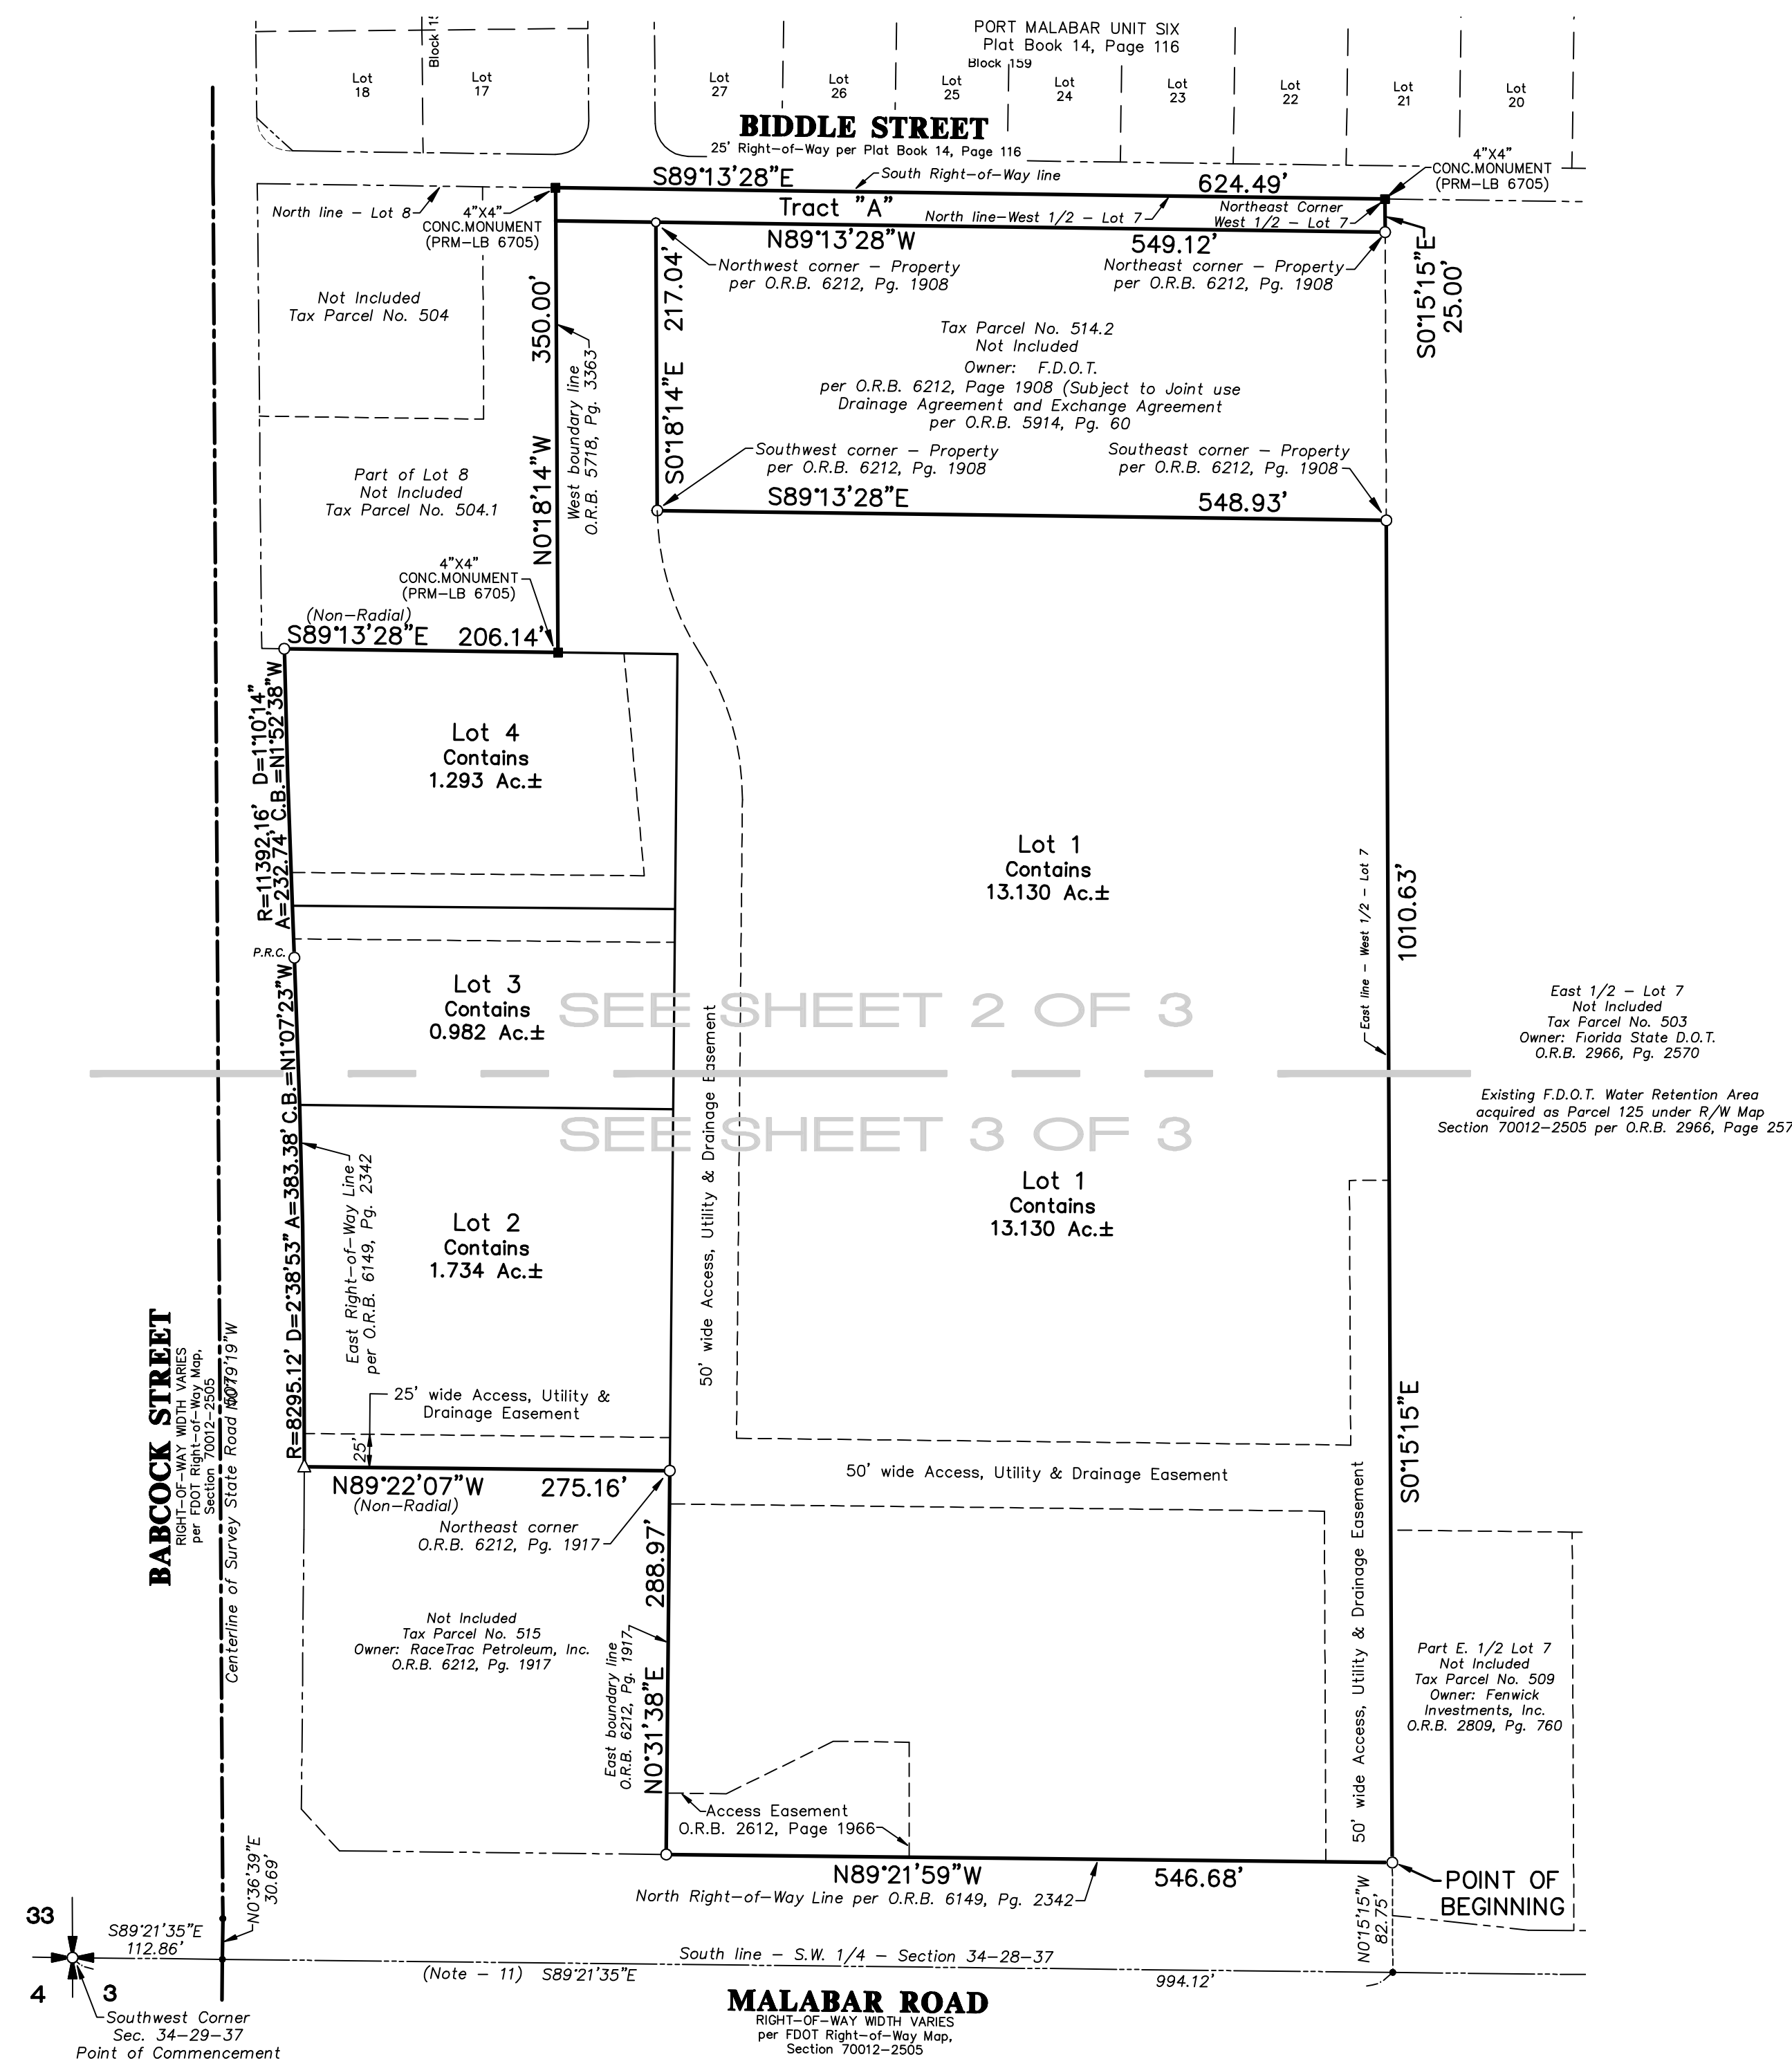 PORT MALABAR UNIT SIX
Plat Book 14, Page 116
Block 159
Block 15
Lot
18
Lot
17
Lot
27
Lot
26
Lot
25
Lot
24
Lot
23
Lot
22
Lot
21
Lot
20
BIDDLE STREET
25' Right-of-Way per Plat Book 14, Page 116
S89°13'28"E
South Right-of-Way line
624.49'
4"X4"
CONC.MONUMENT
(PRM-LB 6705)
North line - Lot 8
4"X4"
CONC.MONUMENT
(PRM-LB 6705)
Tract "A"
North line-West 1/2 - Lot 7
Northeast Corner
West 1/2 - Lot 7
N89°13'28"W
549.12'
S0°15'15"E
25.00'
Northwest corner - Property
per O.R.B. 6212, Pg. 1908
Northeast corner - Property
per O.R.B. 6212, Pg. 1908
Not Included
Tax Parcel No. 504
N0°18'14"W 350.00'
West boundary line
O.R.B. 5718, Pg. 3363
S0°18'14"E 217.04'
Tax Parcel No. 514.2
Not Included
Owner: F.D.O.T.
per O.R.B. 6212, Page 1908 (Subject to Joint use
Drainage Agreement and Exchange Agreement
per O.R.B. 5914, Pg. 60
Southwest corner - Property
per O.R.B. 6212, Pg. 1908
Southeast corner - Property
per O.R.B. 6212, Pg. 1908
S89°13'28"E
548.93'
Part of Lot 8
Not Included
Tax Parcel No. 504.1
4"X4"
CONC.MONUMENT
(PRM-LB 6705)
(Non-Radial)
S89°13'28"E 206.14'
R=11392.16' D=1°10'14"
A=232.74' C.B.=N1°52'38"W
Lot 4
Contains
1.293 Ac.±
Lot 1
Contains
13.130 Ac.±
East line - West 1/2 - Lot 7
1010.63'
P.R.C.
Lot 3
Contains
0.982 Ac.±
SEE SHEET 2 OF 3
SEE SHEET 3 OF 3
East 1/2 - Lot 7
Not Included
Tax Parcel No. 503
Owner: Florida State D.O.T.
O.R.B. 2966, Pg. 2570
Existing F.D.O.T. Water Retention Area
acquired as Parcel 125 under R/W Map
Section 70012-2505 per O.R.B. 2966, Page 257
R=8295.12' D=2°38'53" A=383.38' C.B.=N1°07'23"W
East Right-of-Way Line
per O.R.B. 6149, Pg. 2342
Lot 2
Contains
1.734 Ac.±
50' wide Access, Utility & Drainage Easement
Lot 1
Contains
13.130 Ac.±
BABCOCK STREET
RIGHT-OF-WAY WIDTH VARIES
per FDOT Right-of-Way Map,
Section 70012-2505
Centerline of Survey State Road 507
N0°19'19"W
25' wide Access, Utility &
Drainage Easement
25'
S0°15'15"E
N89°22'07"W 275.16'
(Non-Radial)
50' wide Access, Utility & Drainage Easement
Northeast corner
O.R.B. 6212, Pg. 1917
Not Included
Tax Parcel No. 515
Owner: RaceTrac Petroleum, Inc.
O.R.B. 6212, Pg. 1917
East boundary line
O.R.B. 6212, Pg. 1917
N0°31'38"E 288.97'
50' wide Access, Utility & Drainage Easement
Part E. 1/2 Lot 7
Not Included
Tax Parcel No. 509
Owner: Fenwick
Investments, Inc.
O.R.B. 2809, Pg. 760
Access Easement
O.R.B. 2612, Page 1966
N89°21'59"W
546.68'
North Right-of-Way Line per O.R.B. 6149, Pg. 2342
POINT OF
BEGINNING
N0°36'39"E
30.69'
N0°15'15"W
82.75'
33
S89°21'35"E
112.86'
South line - S.W. 1/4 - Section 34-28-37
(Note - 11) S89°21'35"E
994.12'
4
3
Southwest Corner
Sec. 34-29-37
Point of Commencement
MALABAR ROAD
RIGHT-OF-WAY WIDTH VARIES
per FDOT Right-of-Way Map,
Section 70012-2505